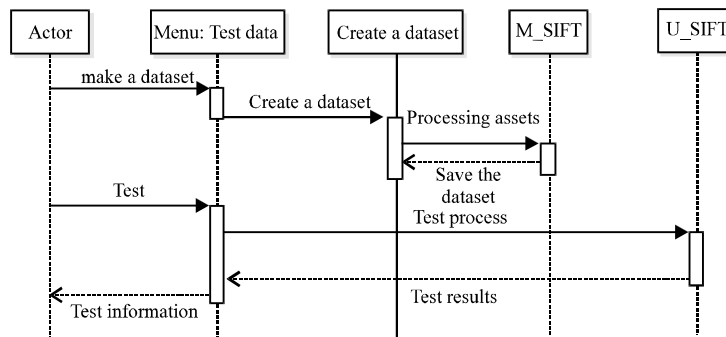 Actor
Menu: Test data
Create a dataset
M_SIFT
U_SIFT
make a dataset
Create a dataset
Processing assets
Save the
dataset
Test
Test process
Test results
Test information